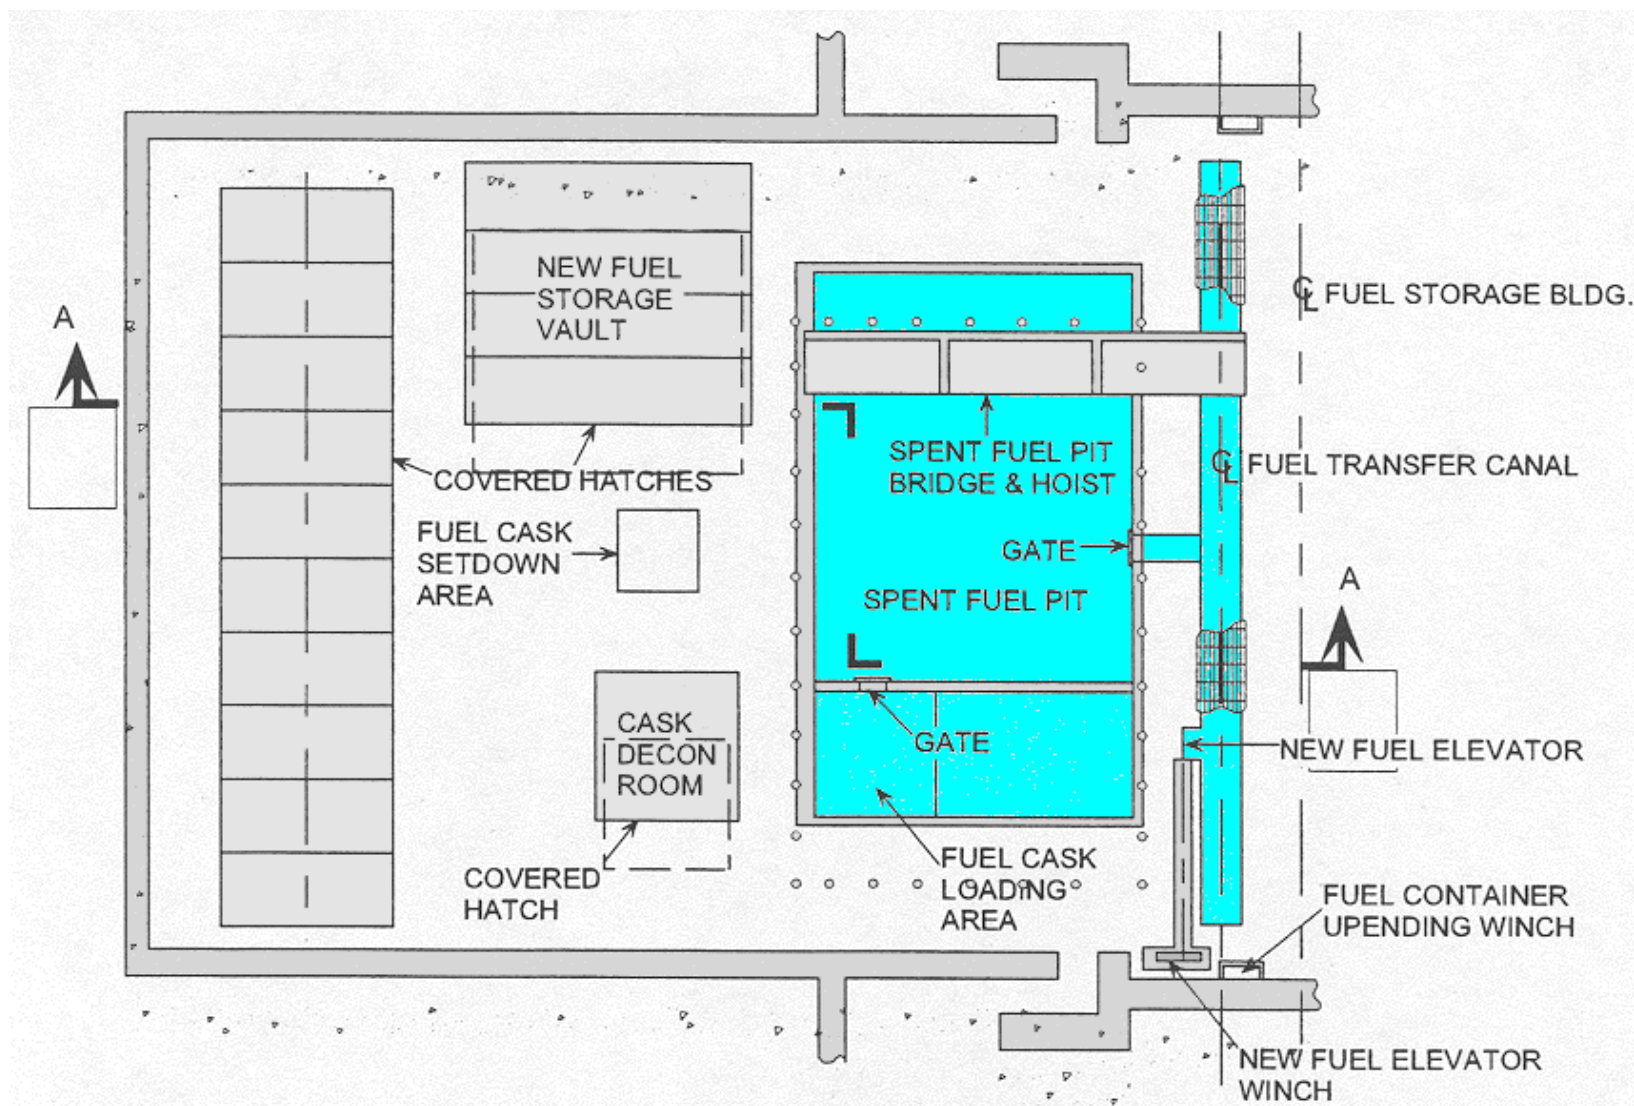 A
NEW FUEL
STORAGE
VAULT
℄ FUEL STORAGE BLDG.
COVERED HATCHES
SPENT FUEL PIT
BRIDGE & HOIST
℄ FUEL TRANSFER CANAL
FUEL CASK
SETDOWN
AREA
GATE
SPENT FUEL PIT
A
CASK
DECON
ROOM
GATE
NEW FUEL ELEVATOR
COVERED
HATCH
FUEL CASK
LOADING
AREA
FUEL CONTAINER
UPENDING WINCH
NEW FUEL ELEVATOR
WINCH